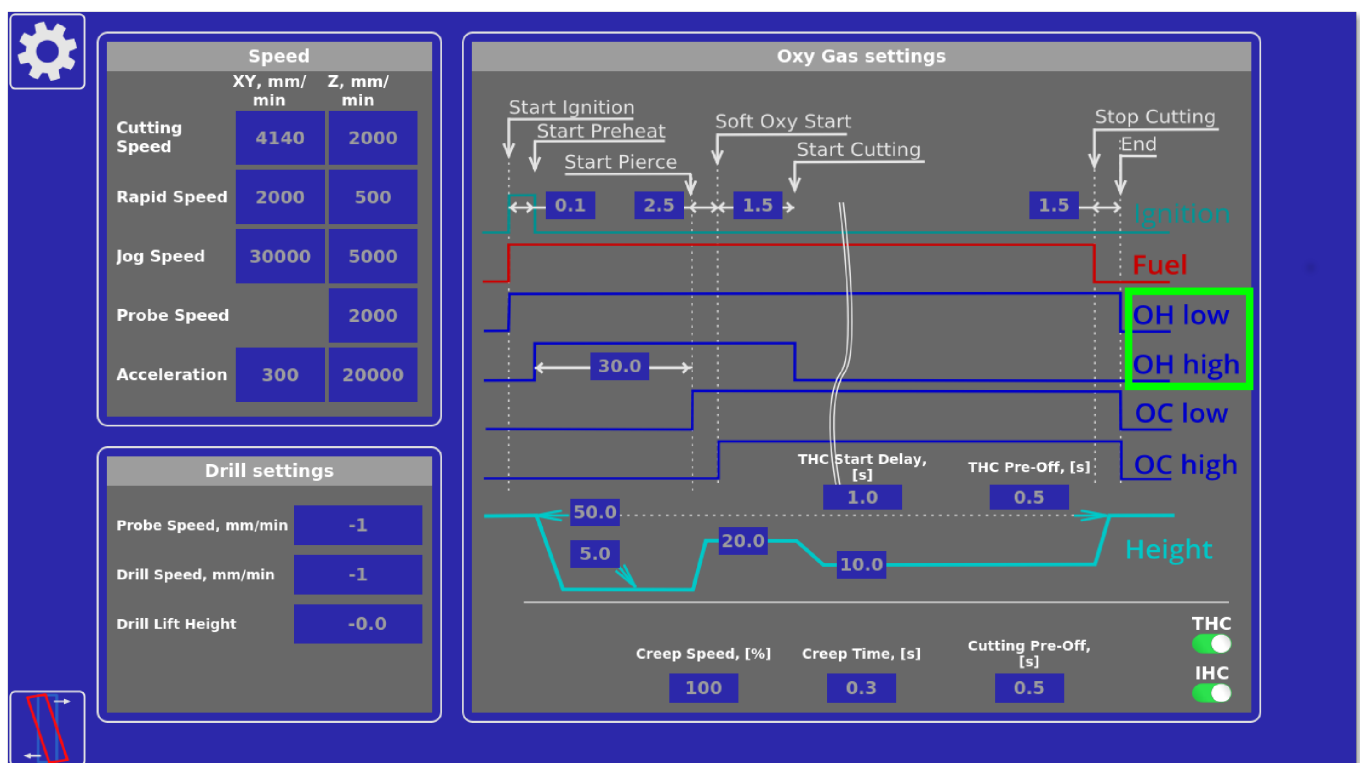 Speed
XY, mm/
min
Z, mm/
min
Cutting
Speed
4140
2000
Rapid Speed
2000
500
Jog Speed
30000
5000
Probe Speed
2000
Acceleration
300
20000
Drill settings
Probe Speed, mm/min
-1
Drill Speed, mm/min
-1
Drill Lift Height
-0.0
Oxy Gas settings
Start Ignition
Start Preheat
Start Pierce
Soft Oxy Start
Start Cutting
Stop Cutting
End
0.1
2.5
1.5
1.5
Ignition
Fuel
OH low
OH high
30.0
OC low
OC high
THC Start Delay,
[s]
1.0
THC Pre-Off, [s]
0.5
50.0
5.0
20.0
10.0
Height
THC
IHC
Creep Speed, [%]
100
Creep Time, [s]
0.3
Cutting Pre-Off,
[s]
0.5